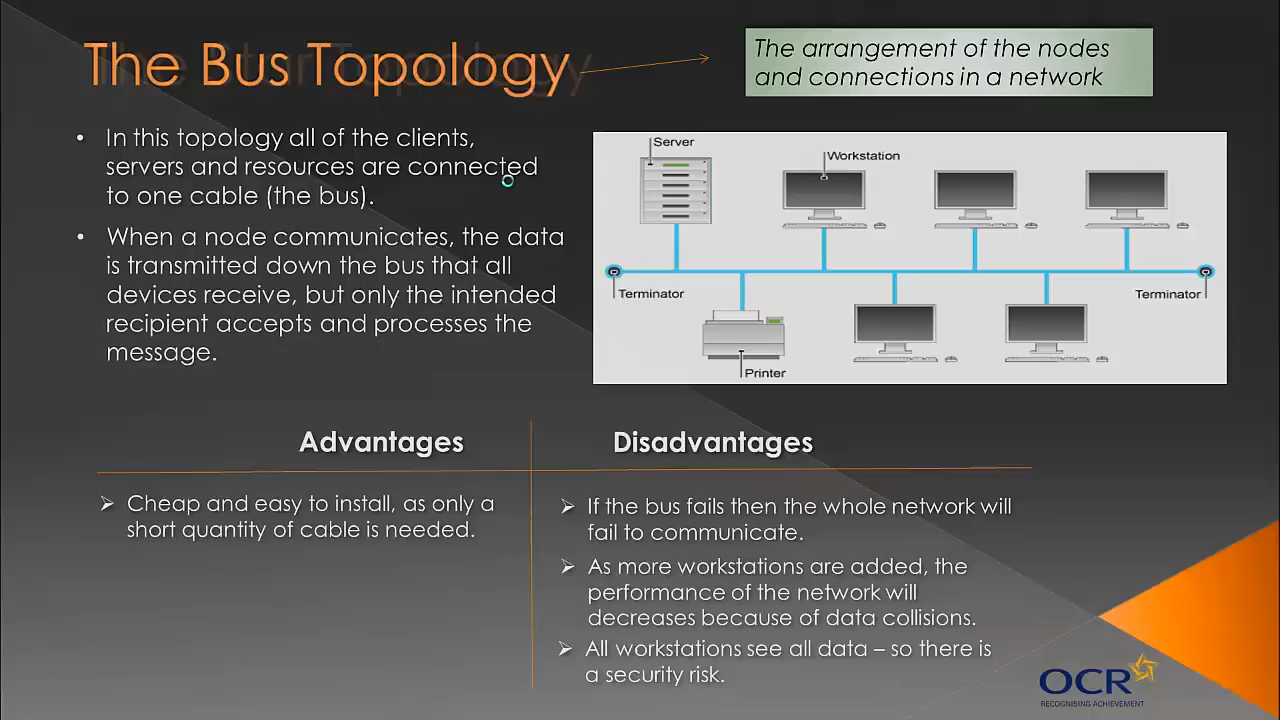 The Bus Topology
The arrangement of the nodes
and connections in a network
• In this topology all of the clients,
servers and resources are connected
to one cable (the bus).
• When a node communicates, the data
is transmitted down the bus that all
devices receive, but only the intended
recipient accepts and processes the
message.
Server
Workstation
Terminator
Terminator
Printer
Advantages
Disadvantages
➢ Cheap and easy to install, as only a
short quantity of cable is needed.
➢ If the bus fails then the whole network will
fail to communicate.
➢ As more workstations are added, the
performance of the network will
decreases because of data collisions.
➢ All workstations see all data – so there is
a security risk.
OCR
RECOGNISING ACHIEVEMENT